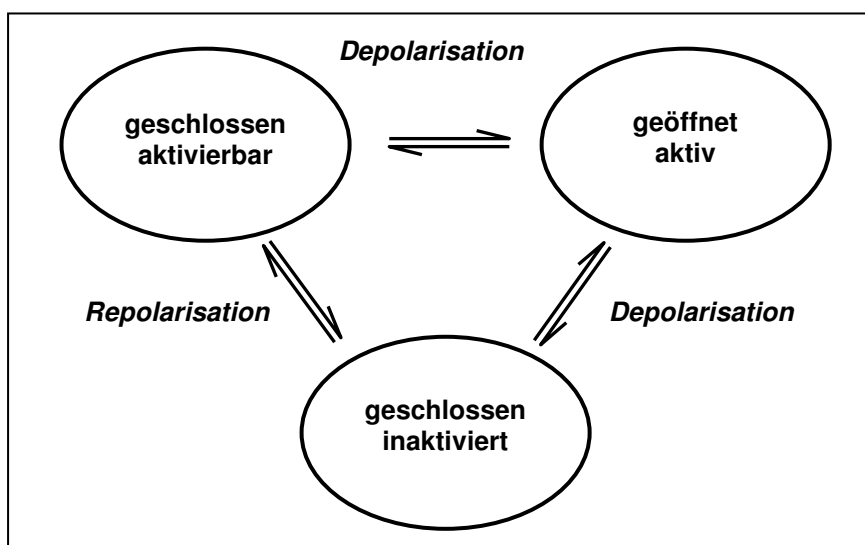 Depolarisation
geschlossen
aktivierbar
geöffnet
aktiv
Repolarisation
Depolarisation
geschlossen
inaktiviert